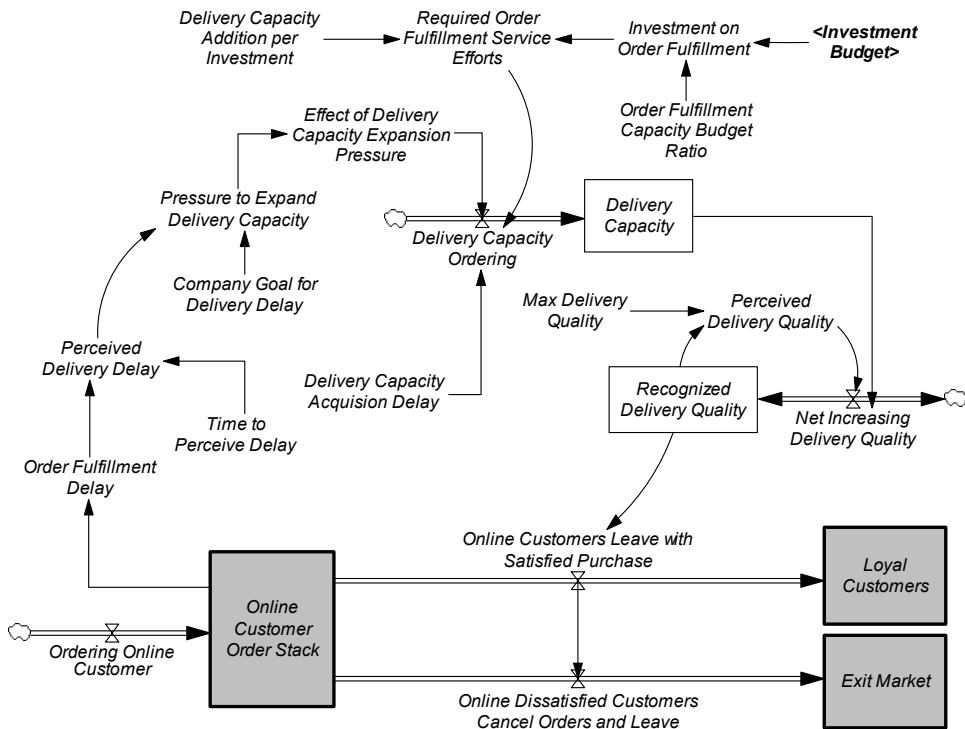 Delivery Capacity
Addition per
Investment
Required Order
Fulfillment Service
Efforts
Investment on
Order Fulfillment
<Investment
Budget>
Order Fulfillment
Capacity Budget
Ratio
Effect of Delivery
Capacity Expansion
Pressure
Pressure to Expand
Delivery Capacity
Delivery
Capacity
Delivery Capacity
Ordering
Company Goal for
Delivery Delay
Max Delivery
Quality
Perceived
Delivery Quality
Perceived
Delivery Delay
Delivery Capacity
Acquision Delay
Recognized
Delivery Quality
Net Increasing
Delivery Quality
Time to
Perceive Delay
Order Fulfillment
Delay
Online Customers Leave with
Satisfied Purchase
Loyal
Customers
Online
Customer
Order Stack
Ordering Online
Customer
Exit Market
Online Dissatisfied Customers
Cancel Orders and Leave